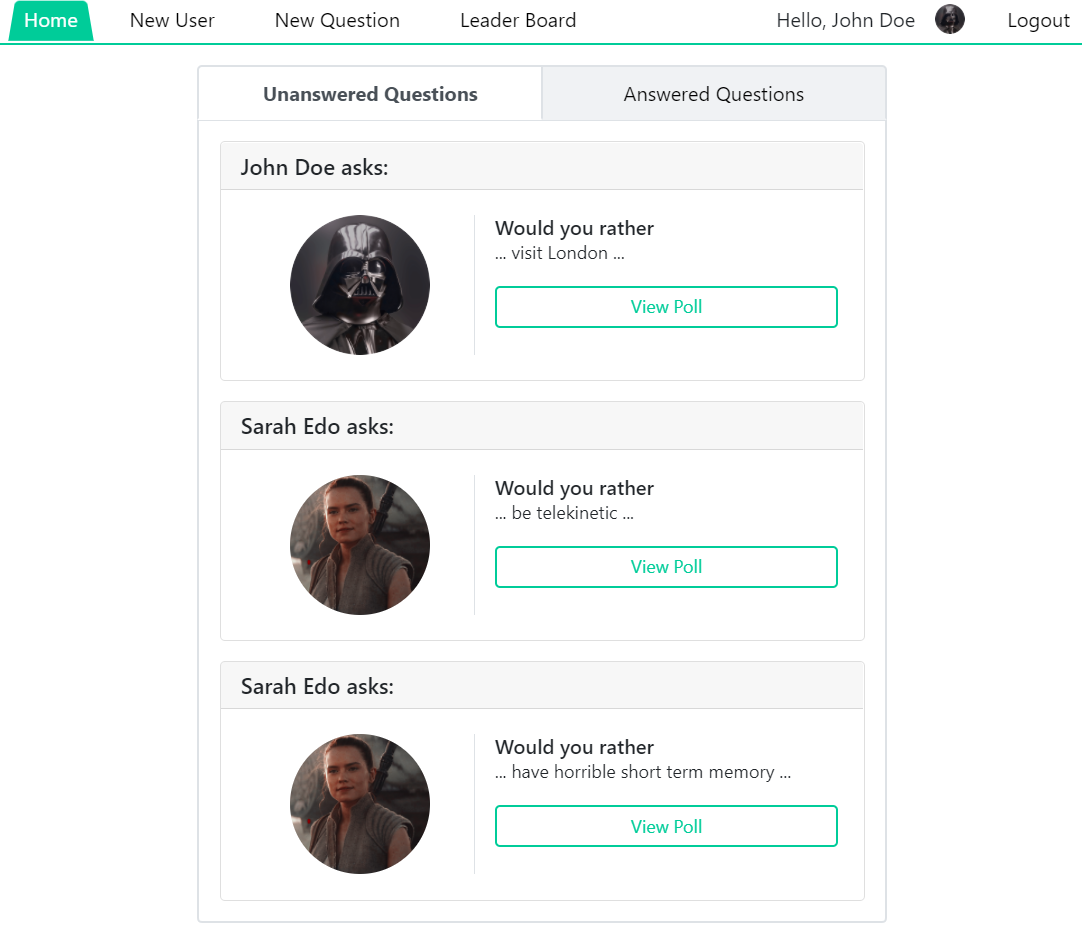 Home New User New Question Leader Board Hello, John Doe Logout
Unanswered Questions Answered Questions
John Doe asks:
Would you rather
... visit London ...
View Poll
Sarah Edo asks:
Would you rather
... be telekinetic ...
View Poll
Sarah Edo asks:
Would you rather
... have horrible short term memory ...
View Poll